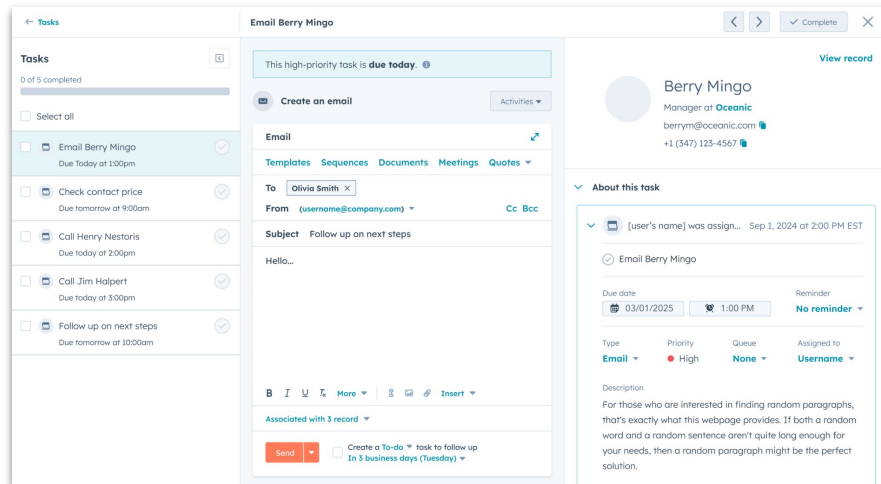 ← Tasks
Email Berry Mingo
Complete
Tasks
0 of 5 completed
Select all
Email Berry Mingo
Due Today at 1:00pm
Check contact price
Due tomorrow at 9:00am
Call Henry Nestoris
Due today at 2:00pm
Call Jim Halpert
Due today at 3:00pm
Follow up on next steps
Due tomorrow at 10:00am
This high-priority task is due today.
Create an email
Activities
Email
Templates Sequences Documents Meetings Quotes
To Olivia Smith ×
From (username@company.com) Cc Bcc
Subject Follow up on next steps
Hello...
B I U Tx More Insert
Associated with 3 record
Send
Create a To-do task to follow up
In 3 business days (Tuesday)
View record
Berry Mingo
Manager at Oceanic
berrym@oceanic.com
+1 (347) 123-4567
About this task
[user's name] was assign... Sep 1, 2024 at 2:00 PM EST
Email Berry Mingo
Due date Reminder
03/01/2025 1:00 PM No reminder
Type Priority Queue Assigned to
Email High None Username
Description
For those who are interested in finding random paragraphs,
that's exactly what this webpage provides. If both a random
word and a random sentence aren't quite long enough for
your needs, then a random paragraph might be the perfect
solution.